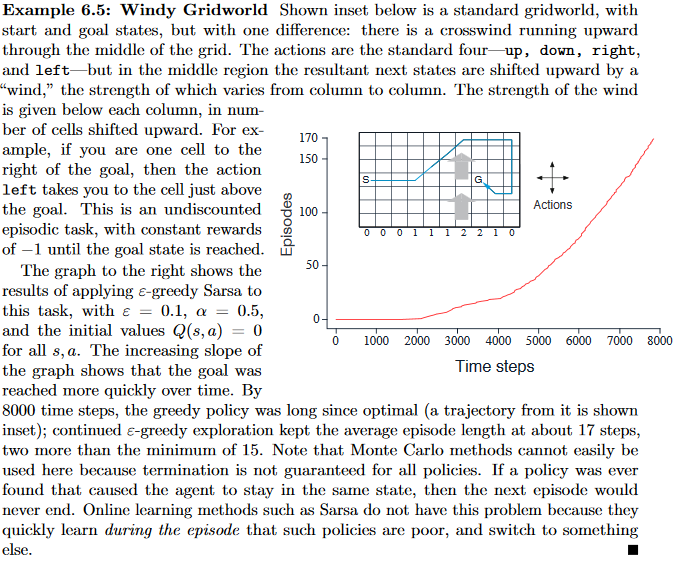 Example 6.5: Windy Gridworld Shown inset below is a standard gridworld, with
start and goal states, but with one difference: there is a crosswind running upward
through the middle of the grid. The actions are the standard four—up, down, right,
and left—but in the middle region the resultant next states are shifted upward by a
“wind,” the strength of which varies from column to column. The strength of the wind
is given below each column, in num-
ber of cells shifted upward. For ex-
ample, if you are one cell to the
right of the goal, then the action
left takes you to the cell just above
the goal. This is an undiscounted
episodic task, with constant rewards
of −1 until the goal state is reached.
The graph to the right shows the
results of applying ε-greedy Sarsa to
this task, with ε = 0.1, α = 0.5,
and the initial values Q(s, a) = 0
for all s, a. The increasing slope of
the graph shows that the goal was
reached more quickly over time. By
170
150
100
50
0
Episodes
S
G
0 0 0 1 1 1 2 2 1 0
Actions
0 1000 2000 3000 4000 5000 6000 7000 8000
Time steps
8000 time steps, the greedy policy was long since optimal (a trajectory from it is shown
inset); continued ε-greedy exploration kept the average episode length at about 17 steps,
two more than the minimum of 15. Note that Monte Carlo methods cannot easily be
used here because termination is not guaranteed for all policies. If a policy was ever
found that caused the agent to stay in the same state, then the next episode would
never end. Online learning methods such as Sarsa do not have this problem because they
quickly learn during the episode that such policies are poor, and switch to something
else.